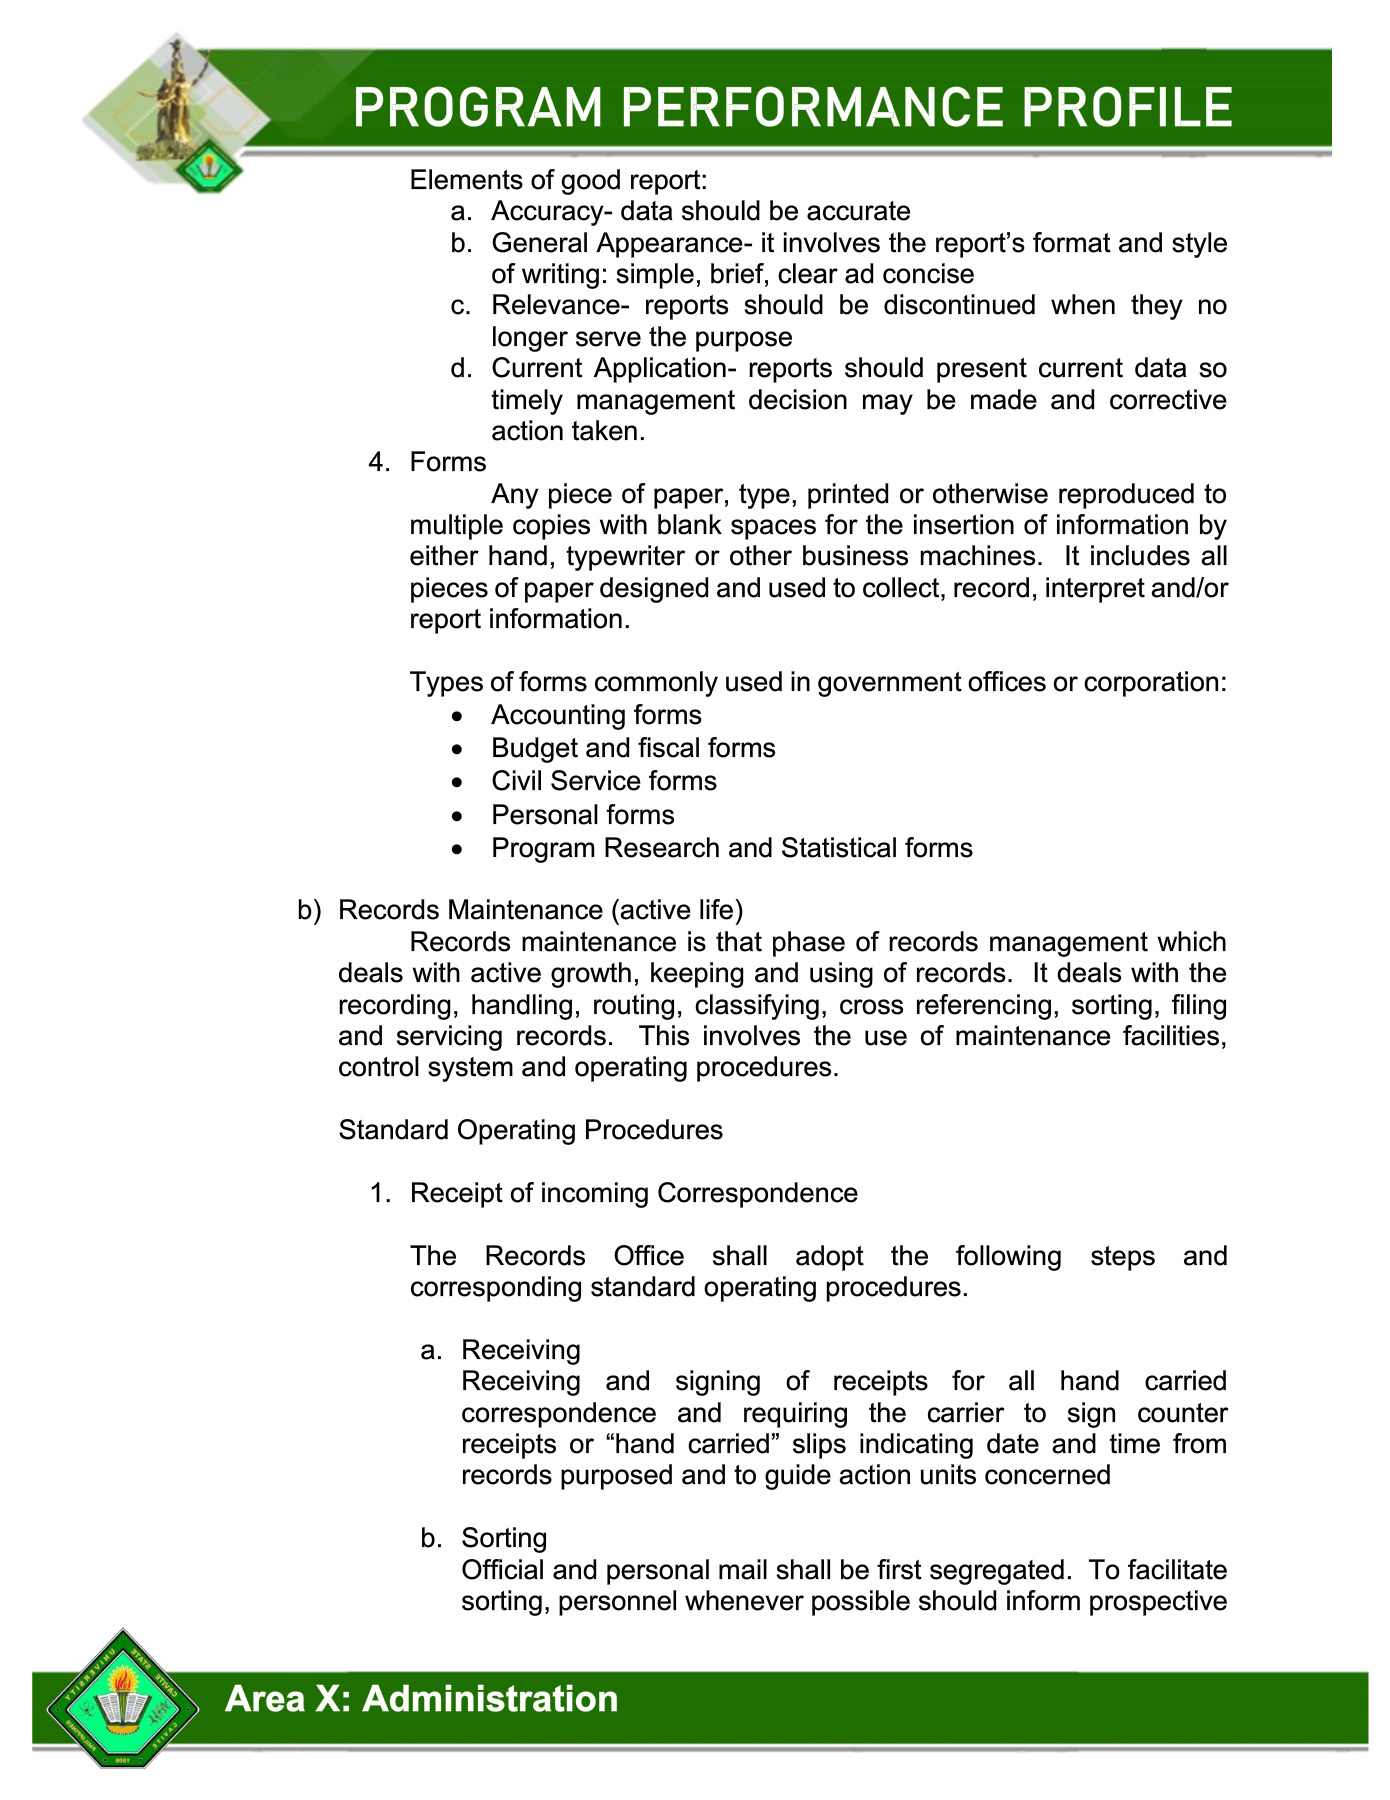 PROGRAM PERFORMANCE PROFILE
Elements of good report:
a. Accuracy- data should be accurate
b. General Appearance- it involves the report’s format and style
of writing: simple, brief, clear ad concise
c. Relevance- reports should be discontinued when they no
longer serve the purpose
d. Current Application- reports should present current data so
timely management decision may be made and corrective
action taken.
4. Forms
Any piece of paper, type, printed or otherwise reproduced to
multiple copies with blank spaces for the insertion of information by
either hand, typewriter or other business machines. It includes all
pieces of paper designed and used to collect, record, interpret and/or
report information.
Types of forms commonly used in government offices or corporation:
• Accounting forms
• Budget and fiscal forms
• Civil Service forms
• Personal forms
• Program Research and Statistical forms
b) Records Maintenance (active life)
Records maintenance is that phase of records management which
deals with active growth, keeping and using of records. It deals with the
recording, handling, routing, classifying, cross referencing, sorting, filing
and servicing records. This involves the use of maintenance facilities,
control system and operating procedures.
Standard Operating Procedures
1. Receipt of incoming Correspondence
The Records Office shall adopt the following steps and
corresponding standard operating procedures.
a. Receiving
Receiving and signing of receipts for all hand carried
correspondence and requiring the carrier to sign counter
receipts or “hand carried” slips indicating date and time from
records purposed and to guide action units concerned
b. Sorting
Official and personal mail shall be first segregated. To facilitate
sorting, personnel whenever possible should inform prospective
CAVITE STATE UNIVERSITY
CAVITE PHILIPPINES
1906
Area X: Administration